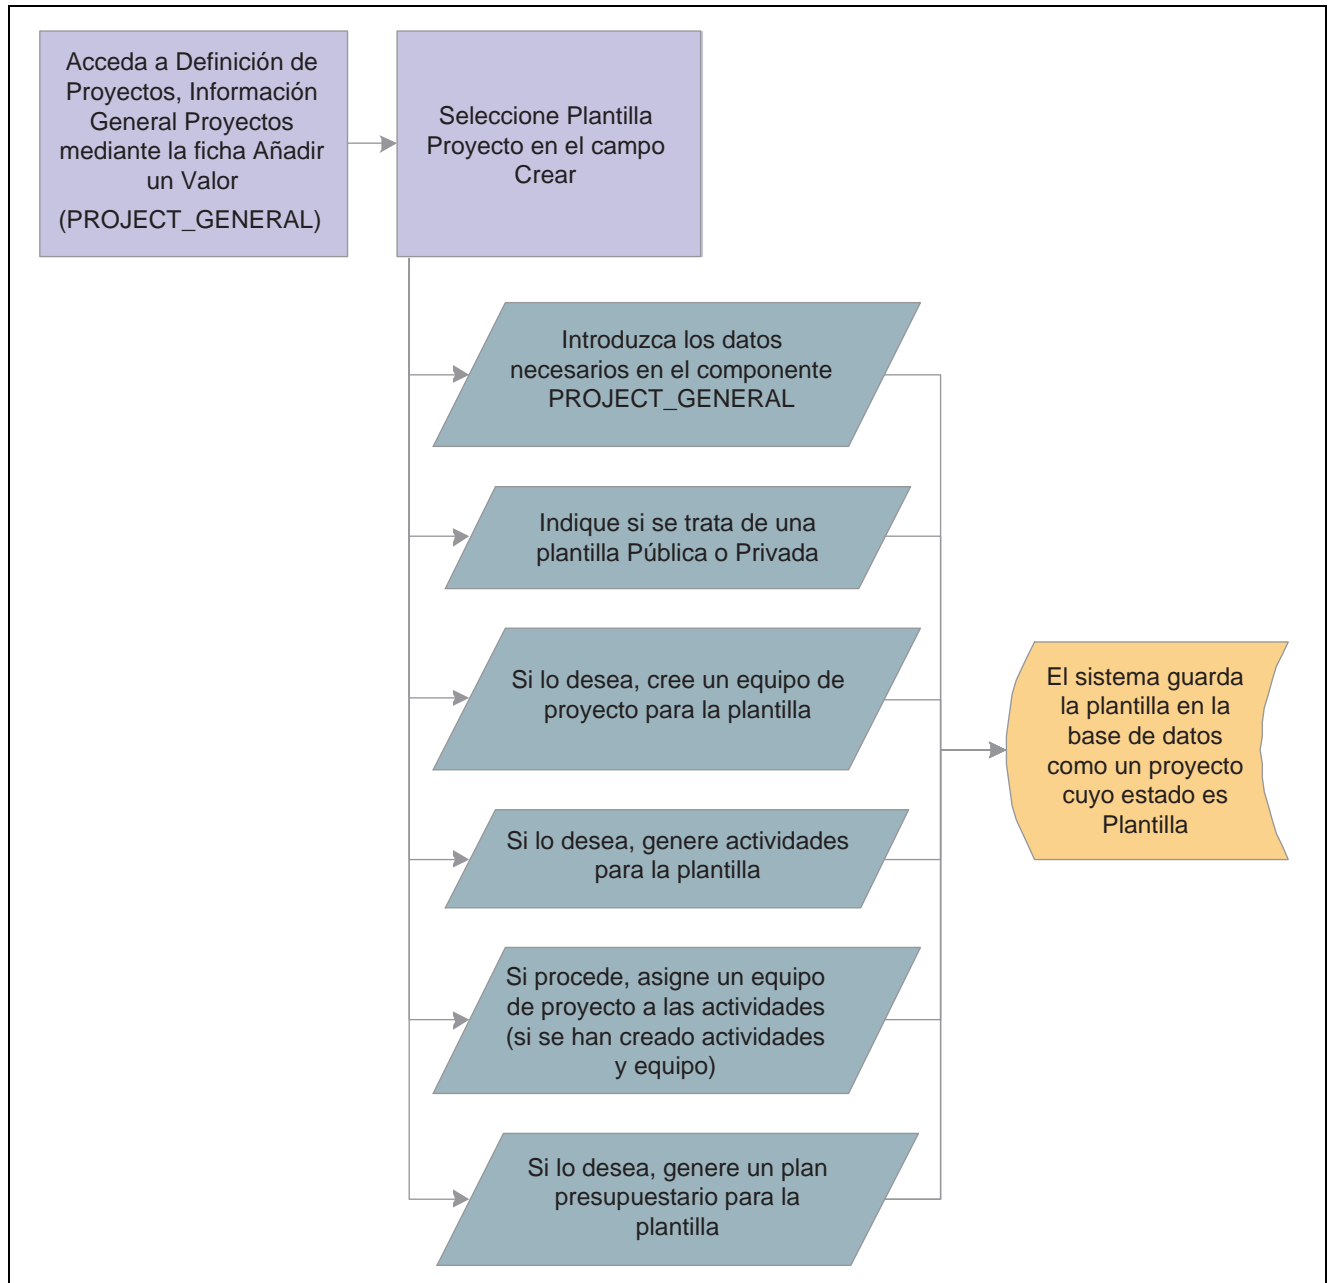 Acceda a Definición de
Proyectos, Información
General Proyectos
mediante la ficha Añadir
un Valor
(PROJECT_GENERAL)
Seleccione Plantilla
Proyecto en el campo
Crear
Introduzca los datos
necesarios en el componente
PROJECT_GENERAL
Indique si se trata de una
plantilla Pública o Privada
Si lo desea, cree un equipo de
proyecto para la plantilla
Si lo desea, genere actividades
para la plantilla
Si procede, asigne un equipo
de proyecto a las actividades
(si se han creado actividades
y equipo)
Si lo desea, genere un plan
presupuestario para la
plantilla
El sistema guarda
la plantilla en la
base de datos
como un proyecto
cuyo estado es
Plantilla